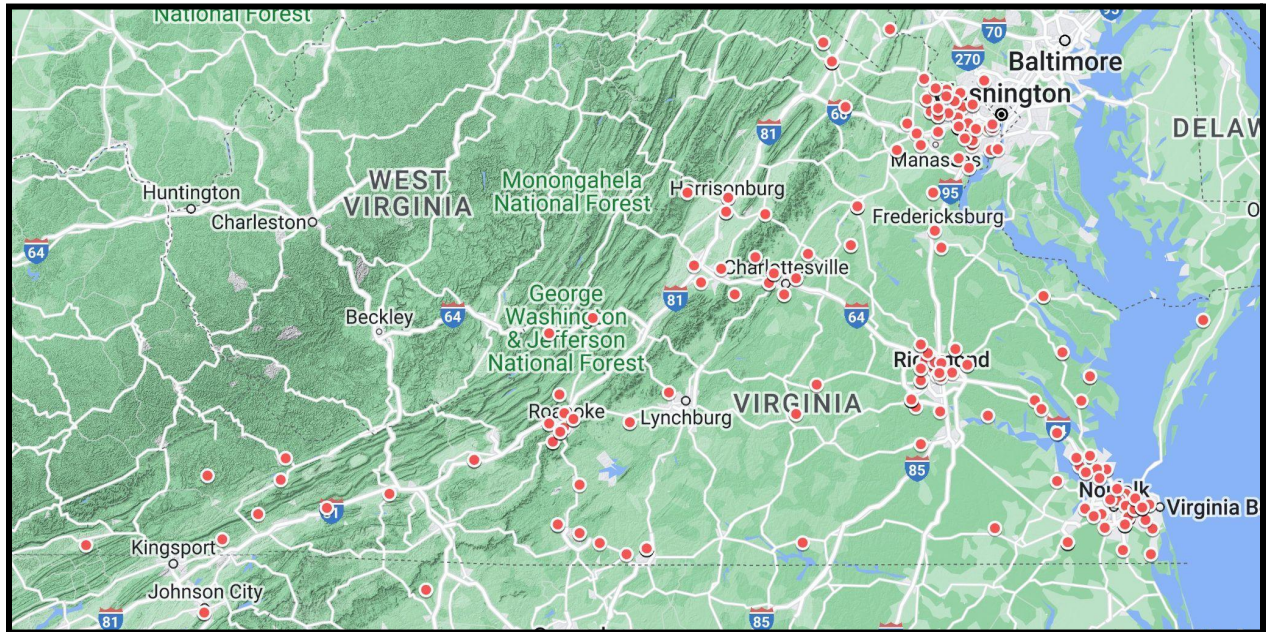 National Forest
95
70
Baltimore
270
shington
66
81
DELAW
Manassas
Huntington
WEST
VIRGINIA
Monongahela
National Forest
Harrisonburg
95
Charleston
Fredericksburg
64
Charlottesville
George
Washington
& Jefferson
National Forest
81
Beckley
64
64
Richmond
Roanoke
Lynchburg
VIRGINIA
85
Norfolk
Virginia B
81
Kingsport
Johnson City
81
85